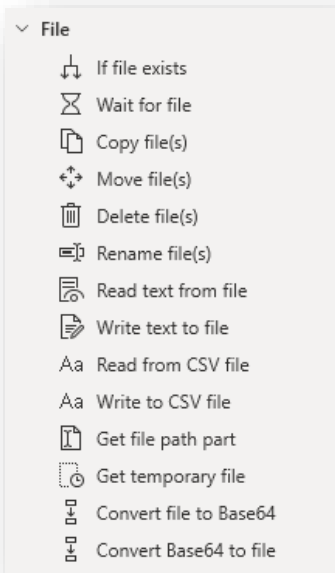 File
If file exists
Wait for file
Copy file(s)
Move file(s)
Delete file(s)
Rename file(s)
Read text from file
Write text to file
Aa Read from CSV file
Aa Write to CSV file
Get file path part
Get temporary file
Convert file to Base64
Convert Base64 to file